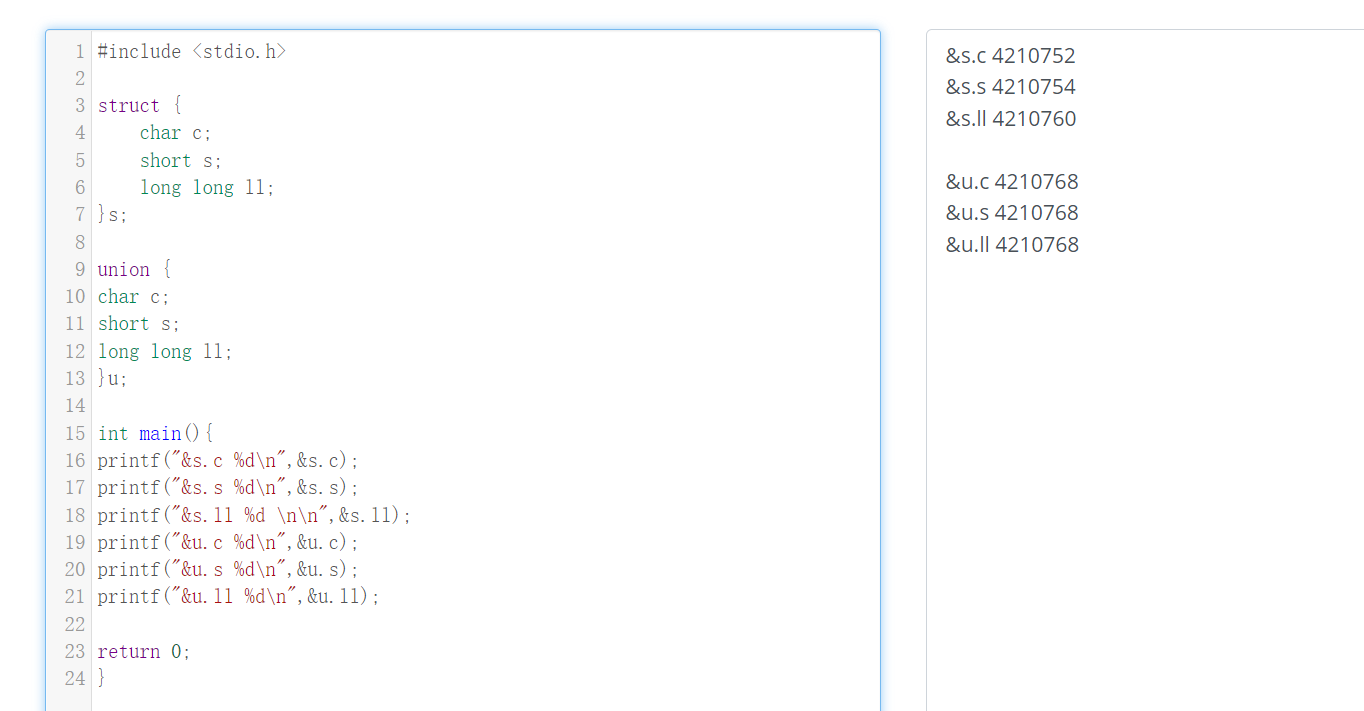 1 #include <stdio.h>
2
3 struct {
4     char c;
5     short s;
6     long long ll;
7 }s;
8
9 union {
10 char c;
11 short s;
12 long long ll;
13 }u;
14
15 int main(){
16 printf("&s.c %d\n",&s.c);
17 printf("&s.s %d\n",&s.s);
18 printf("&s.ll %d \n\n",&s.ll);
19 printf("&u.c %d\n",&u.c);
20 printf("&u.s %d\n",&u.s);
21 printf("&u.ll %d\n",&u.ll);
22
23 return 0;
24 }
&s.c 4210752
&s.s 4210754
&s.ll 4210760

&u.c 4210768
&u.s 4210768
&u.ll 4210768